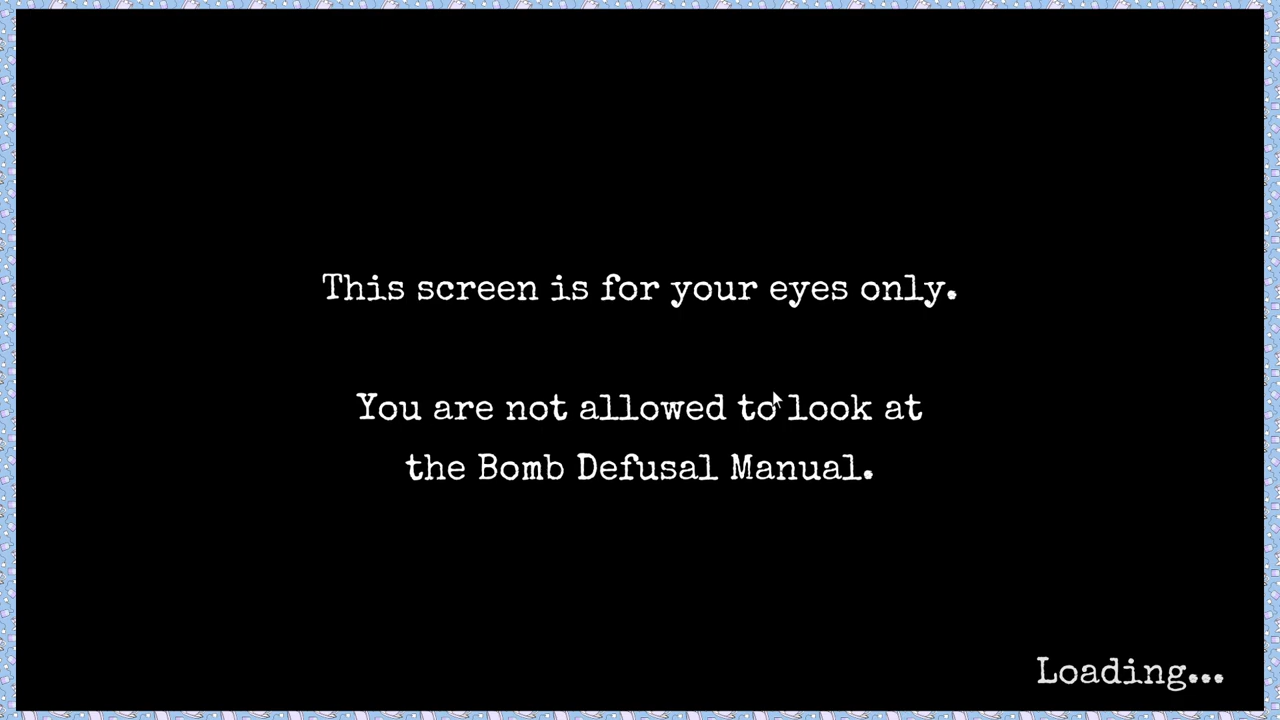 This screen is for your eyes only.
You are not allowed to look at
the Bomb Defusal Manual.
Loading...